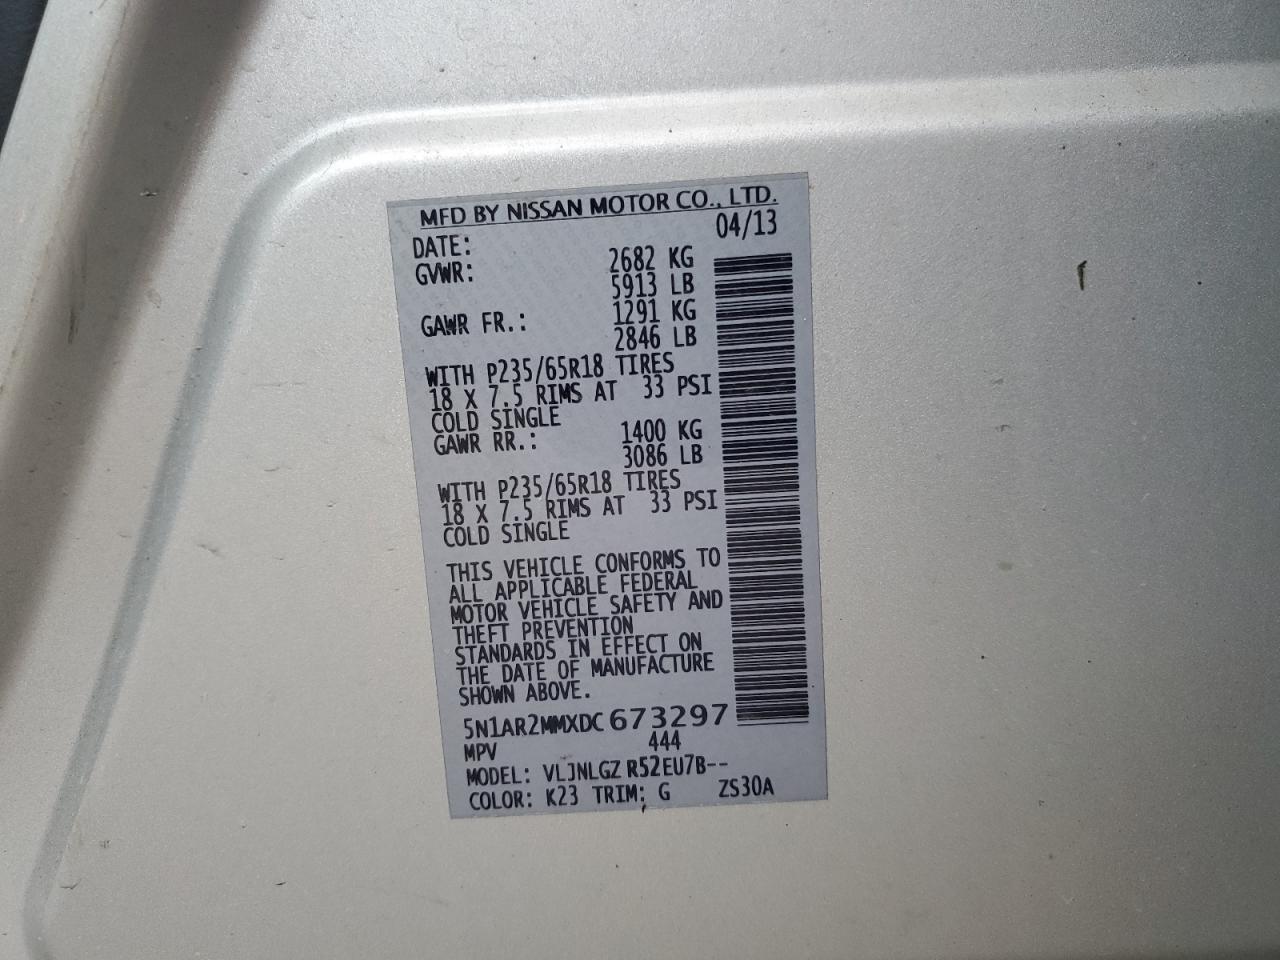 MFD BY NISSAN MOTOR CO., LTD.
DATE: 04/13
GVWR: 2682 KG
5913 LB
GAWR FR.: 1291 KG
2846 LB
WITH P235/65R18 TIRES
18 X 7.5 RIMS AT 33 PSI
COLD SINGLE
GAWR RR.: 1400 KG
3086 LB
WITH P235/65R18 TIRES
18 X 7.5 RIMS AT 33 PSI
COLD SINGLE
THIS VEHICLE CONFORMS TO
ALL APPLICABLE FEDERAL
MOTOR VEHICLE SAFETY AND
THEFT PREVENTION
STANDARDS IN EFFECT ON
THE DATE OF MANUFACTURE
SHOWN ABOVE.
5N1AR2MMXDC673297
MPV 444
MODEL: VLJNLGZ R52EU7B--
COLOR: K23 TRIM: G ZS30A